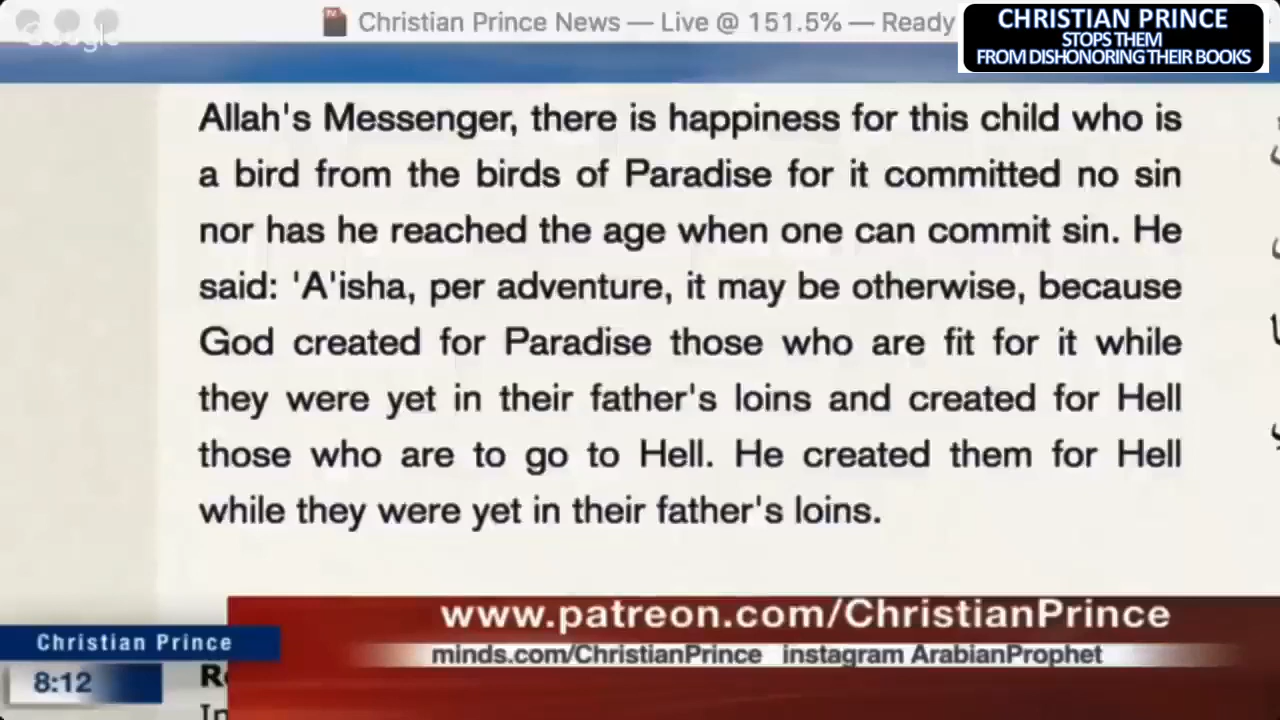 Google
Christian Prince News — Live @ 151.5% — Ready
CHRISTIAN PRINCE
STOPS THEM
FROM DISHONORING THEIR BOOKS
Allah's Messenger, there is happiness for this child who is
a bird from the birds of Paradise for it committed no sin
nor has he reached the age when one can commit sin. He
said: 'A'isha, per adventure, it may be otherwise, because
God created for Paradise those who are fit for it while
they were yet in their father's loins and created for Hell
those who are to go to Hell. He created them for Hell
while they were yet in their father's loins.
www.patreon.com/ChristianPrince
Christian Prince
minds.com/ChristianPrince instagram ArabianProphet
8:12